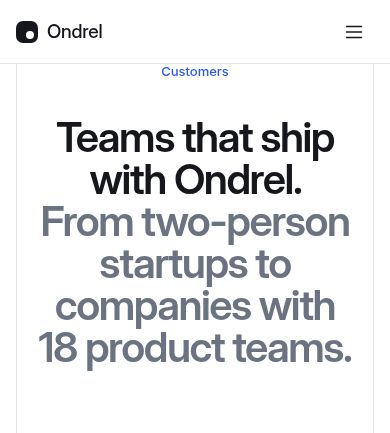 Ondrel
Customers
Teams that ship
with Ondrel.
From two-person
startups to
companies with
18 product teams.